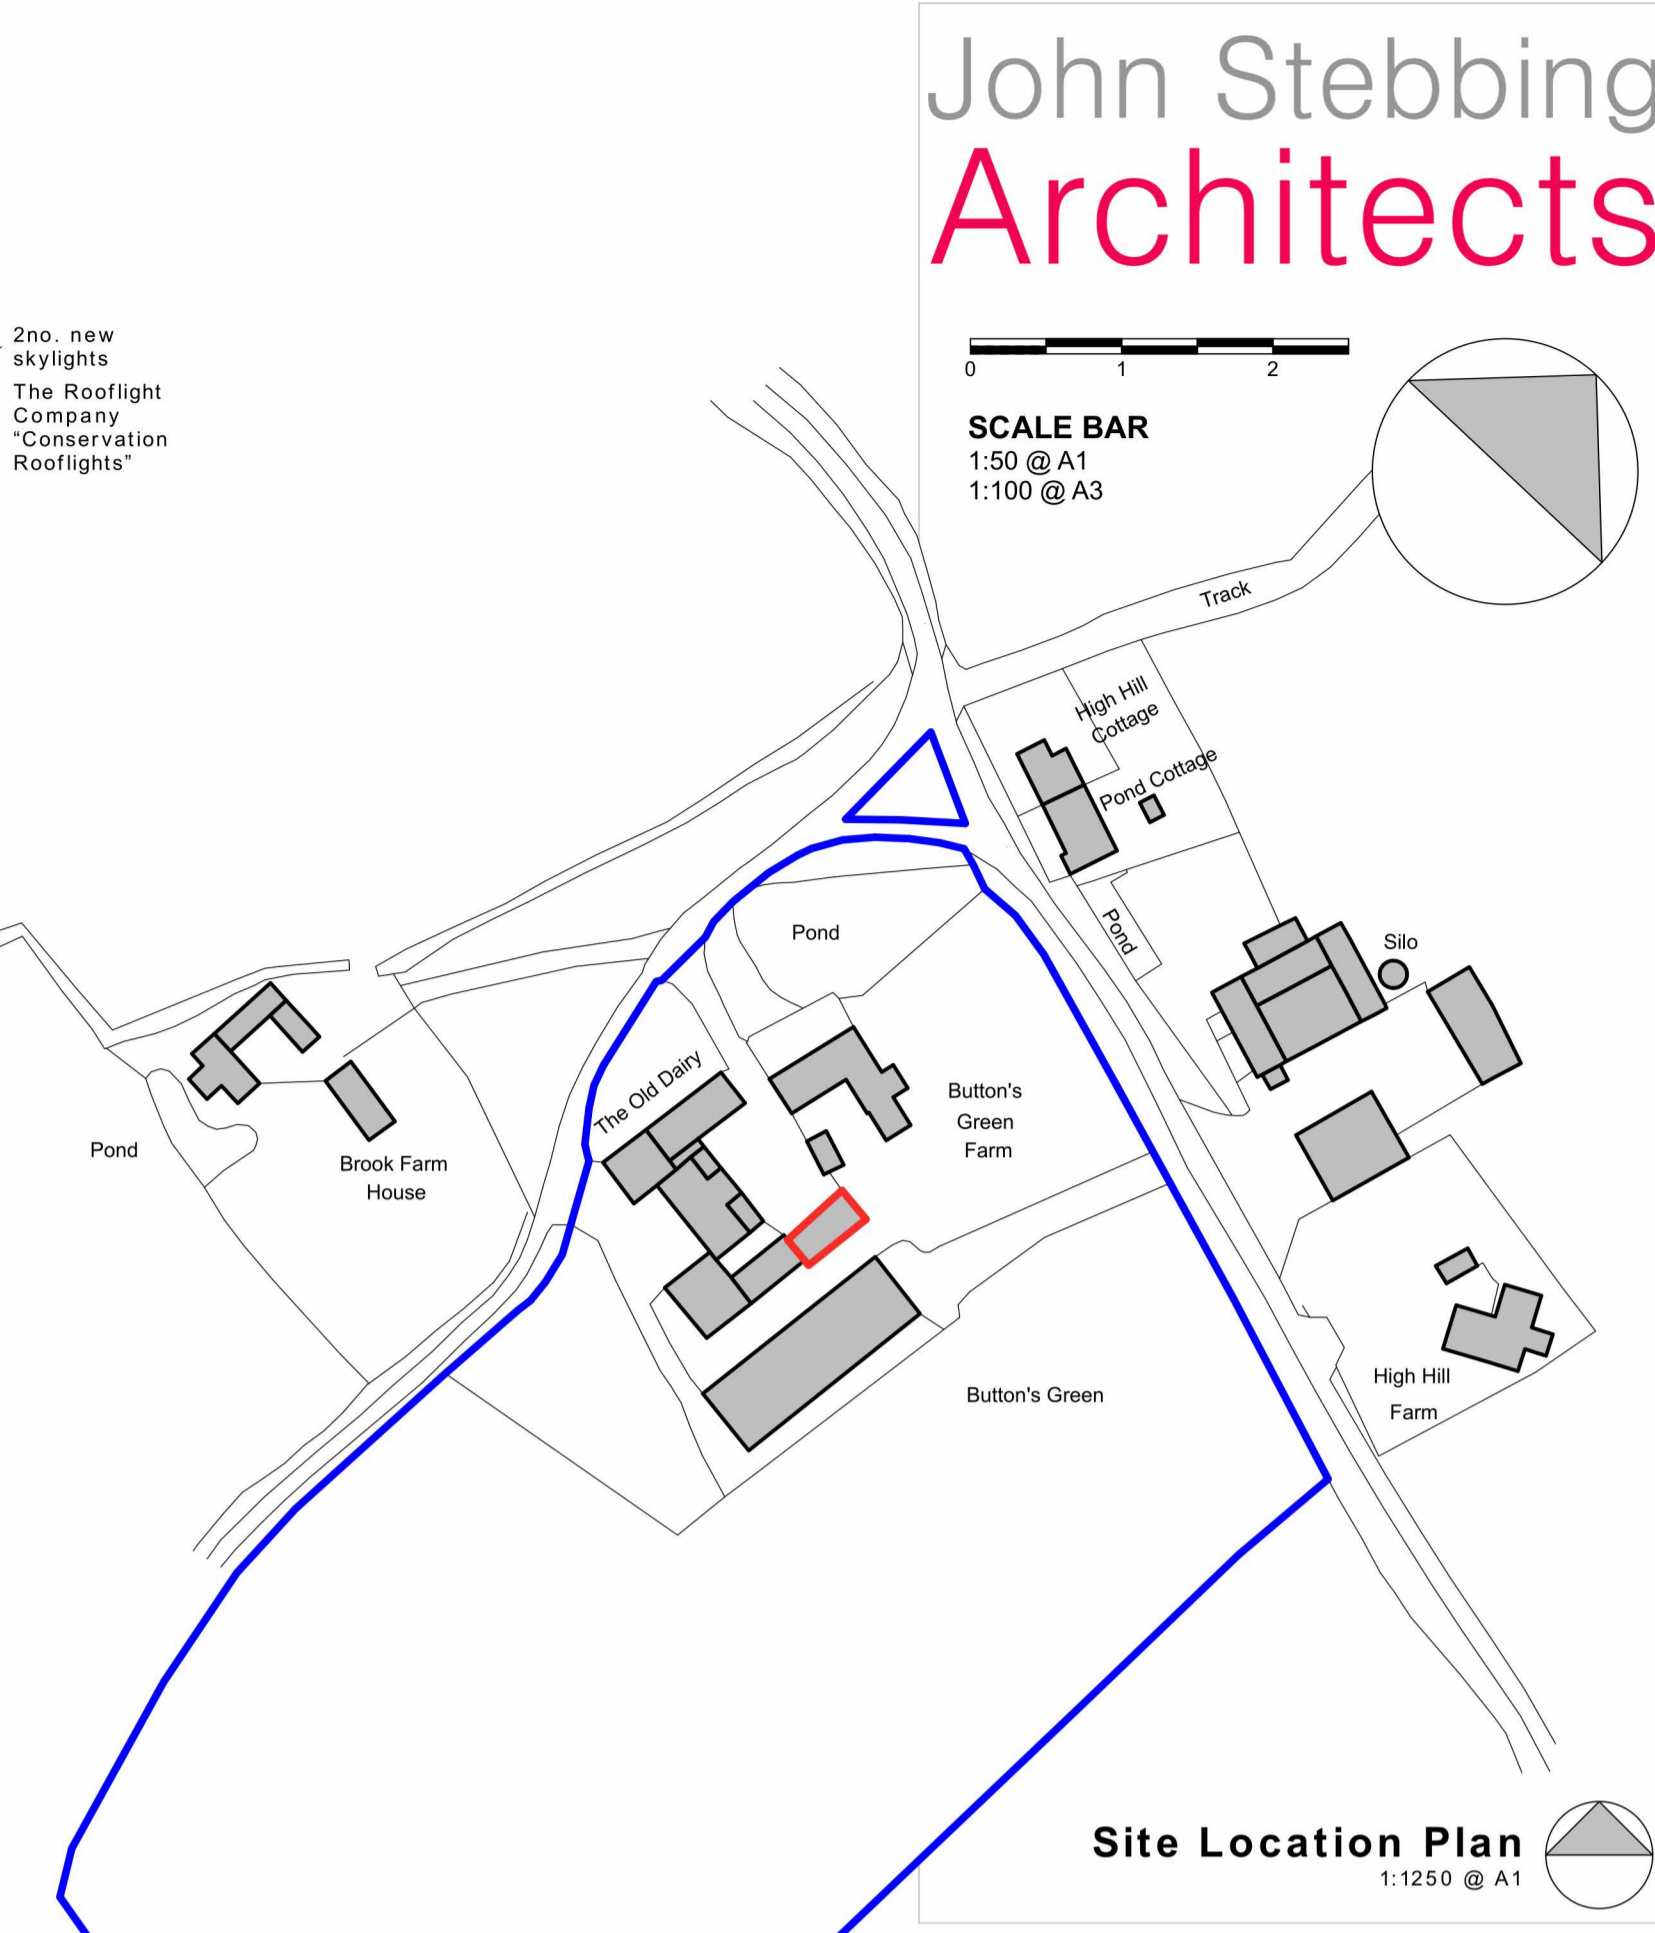 John Stebbing
Architects
2no. new
skylights
The Rooflight
Company
“Conservation
Rooflights”
0 1 2
SCALE BAR
1:50 @ A1
1:100 @ A3
Track
High Hill
Cottage
Pond Cottage
Pond
Pond
Silo
The Old Dairy
Button's
Green
Farm
Pond
Brook Farm
House
High Hill
Farm
Button's Green
Site Location Plan
1:1250 @ A1